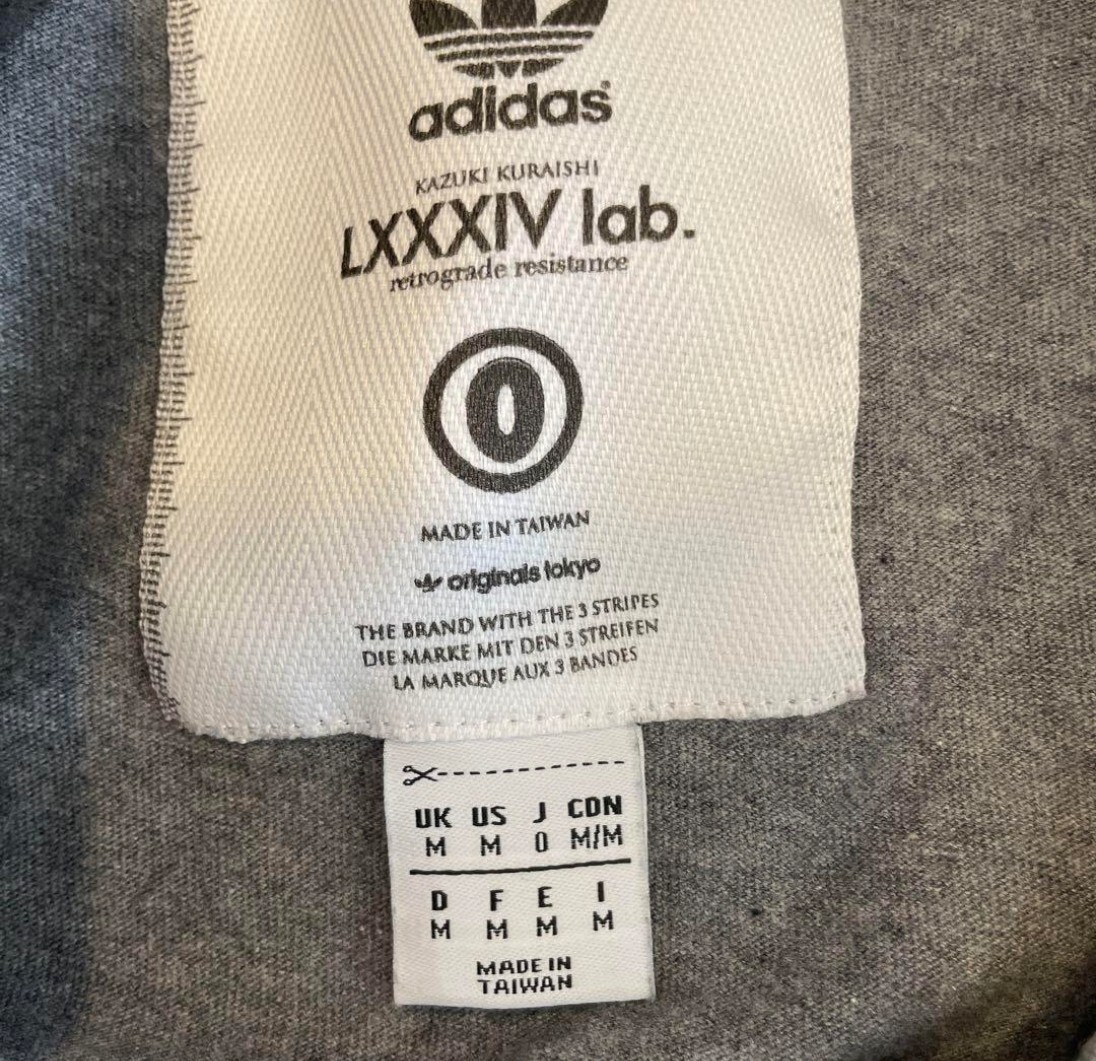 adidas
KAZUKI KURAISHI
LXXXIV lab.
retrograde resistance
0
MADE IN TAIWAN
originals tokyo
THE BRAND WITH THE 3 STRIPES
DIE MARKE MIT DEN 3 STREIFEN
LA MARQUE AUX 3 BANDES
UK US J CDN
M M 0 M/M
D F E I
M M M M
MADE IN
TAIWAN